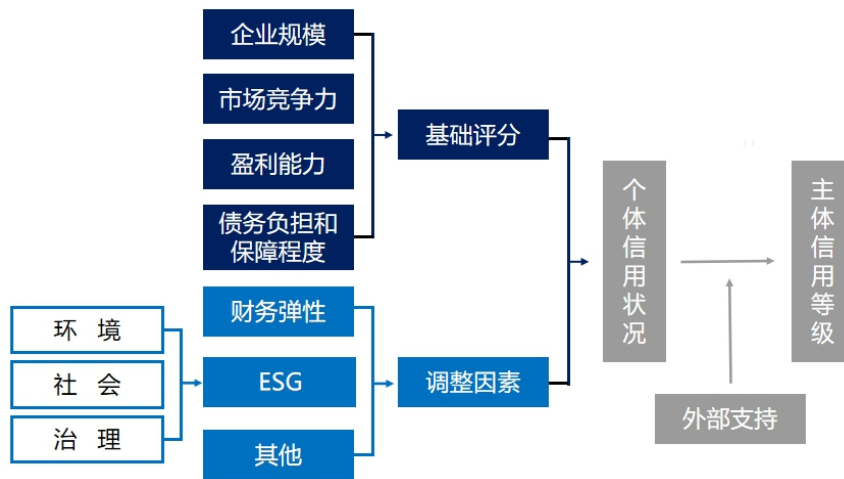 企业规模
市场竞争力
盈利能力
债务负担和
保障程度
基础评分
财务弹性
环 境
社 会
治 理
ESG
其他
调整因素
个体信用状况
主体信用等级
外部支持